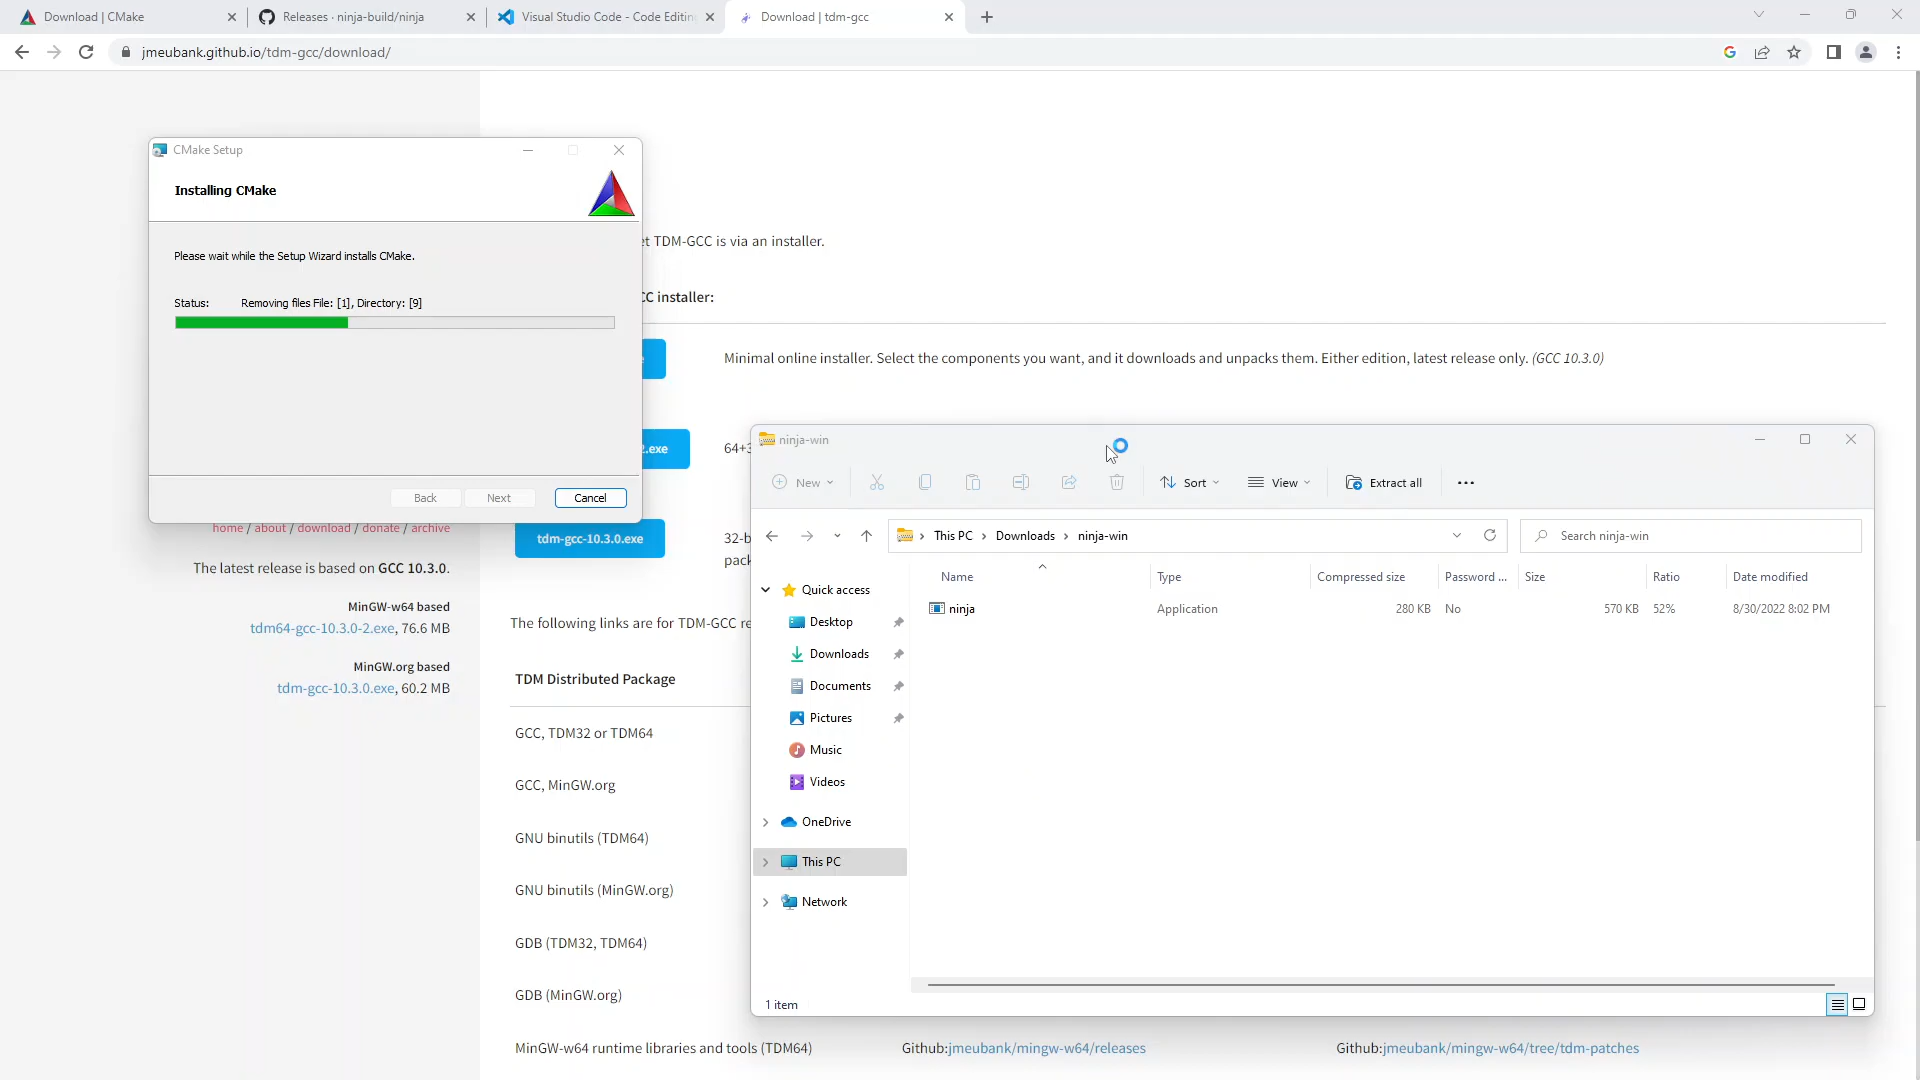 Download | CMake
Releases · ninja-build/ninja
Visual Studio Code - Code Editin
Download | tdm-gcc
jmeubank.github.io/tdm-gcc/download/
CMake Setup
Installing CMake
Please wait while the Setup Wizard installs CMake.
Status: Removing files File: [1], Directory: [9]
Back
Next
Cancel
home / about / download / donate / archive
The latest release is based on GCC 10.3.0.
MinGW-w64 based
tdm64-gcc-10.3.0-2.exe, 76.6 MB
MinGW.org based
tdm-gcc-10.3.0.exe, 60.2 MB
et TDM-GCC is via an installer.
CC installer:
Minimal online installer. Select the components you want, and it downloads and unpacks them. Either edition, latest release only. (GCC 10.3.0)
2.exe
64+3
tdm-gcc-10.3.0.exe
32-b
pack
The following links are for TDM-GCC re
TDM Distributed Package
GCC, TDM32 or TDM64
GCC, MinGW.org
GNU binutils (TDM64)
GNU binutils (MinGW.org)
GDB (TDM32, TDM64)
GDB (MinGW.org)
MinGW-w64 runtime libraries and tools (TDM64)
Github:jmeubank/mingw-w64/releases
Github:jmeubank/mingw-w64/tree/tdm-patches
ninja-win
New
Sort
View
Extract all
This PC
Downloads
ninja-win
Search ninja-win
Name
Type
Compressed size
Password ...
Size
Ratio
Date modified
ninja
Application
280 KB
No
570 KB
52%
8/30/2022 8:02 PM
Quick access
Desktop
Downloads
Documents
Pictures
Music
Videos
OneDrive
This PC
Network
1 item